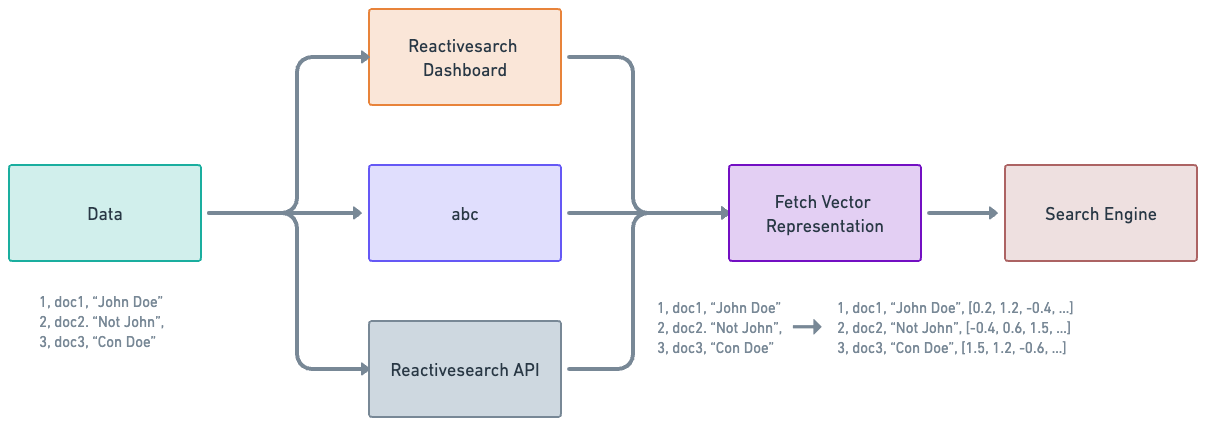 Reactivesarch
Dashboard
Data
abc
Fetch Vector
Representation
Search Engine
1, doc1, “John Doe”
2, doc2. “Not John”,
3, doc3, “Con Doe”
Reactivesearch API
1, doc1, “John Doe”
2, doc2. “Not John”,
3, doc3, “Con Doe”
1, doc1, “John Doe”, [0.2, 1.2, -0.4, ...]
2, doc2, “Not John”, [-0.4, 0.6, 1.5, ...]
3, doc3, “Con Doe”, [1.5, 1.2, -0.6, ...]